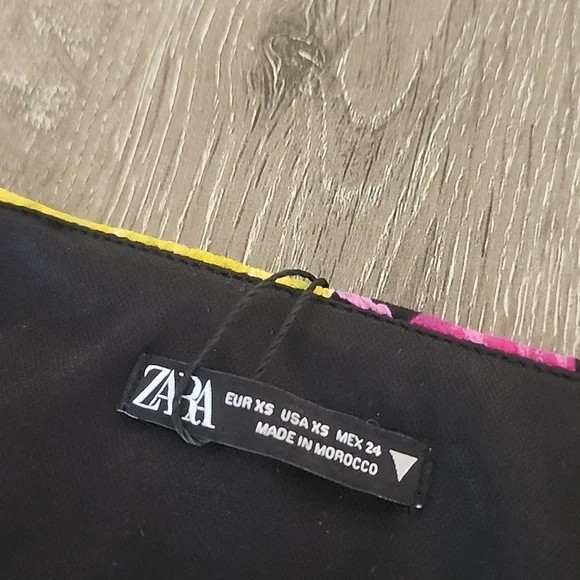 ZARA
EUR XS USA XS MEX 24
MADE IN MOROCCO